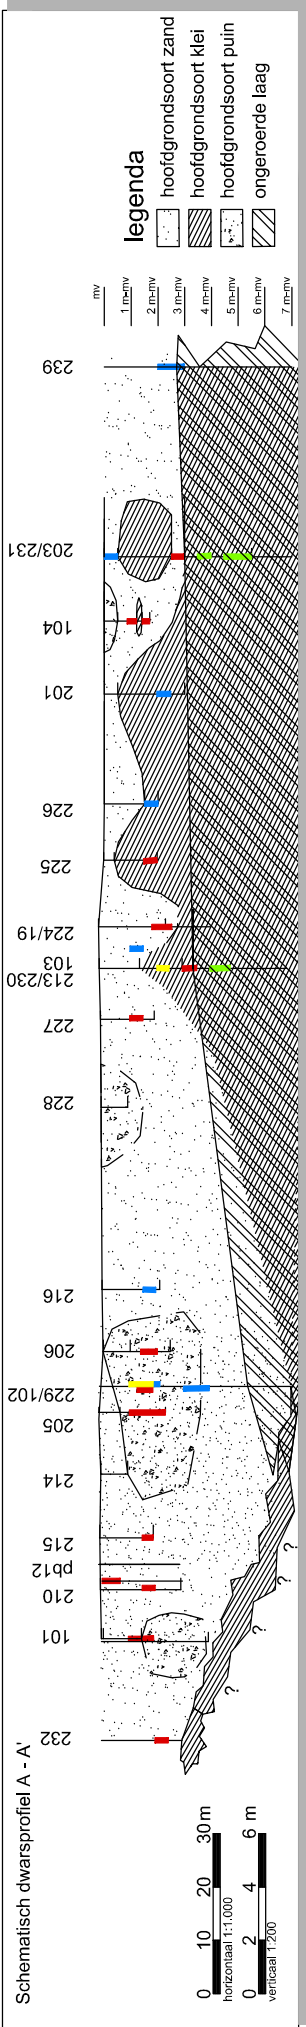 Schematisch dwarsprofiel A - A'
232
101
210
pb12
215
214
205
229/102
206
216
228
227
213/230
103
224/19
225
226
201
104
203/231
239
mv
1 m-mv
2 m-mv
3 m-mv
4 m-mv
5 m-mv
6 m-mv
7 m-mv
legenda
hoofdgrondsoort zand
hoofdgrondsoort klei
hoofdgrondsoort puin
ongeroerde laag
?
?
?
?
0 10 20 30 m
horizontaal 1:1.000
0 2 4 6 m
verticaal 1:200